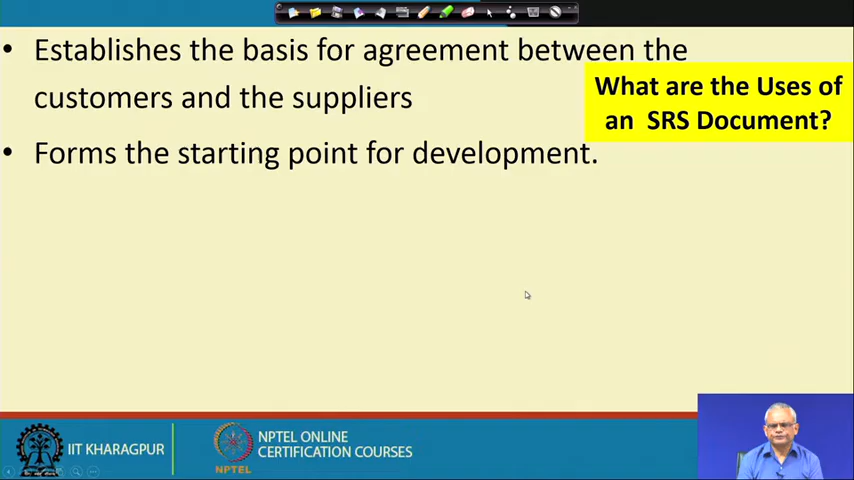 • Establishes the basis for agreement between the
customers and the suppliers
What are the Uses of
an SRS Document?
• Forms the starting point for development.
IIT KHARAGPUR
NPTEL
NPTEL ONLINE
CERTIFICATION COURSES